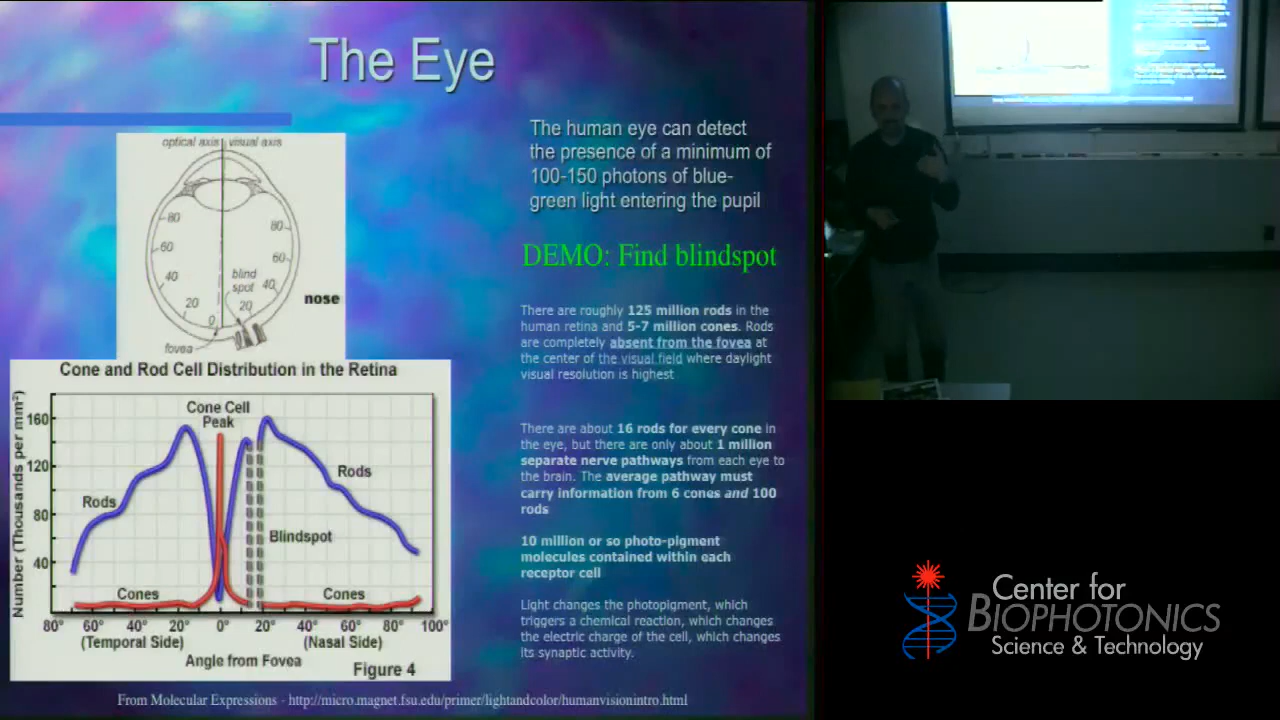 The Eye
optical axis visual axis
80
80
60
60
40
blind
spot
40
20
20
0
nose
fovea
The human eye can detect
the presence of a minimum of
100-150 photons of blue-
green light entering the pupil
DEMO: Find blindspot
There are roughly 125 million rods in the
human retina and 5-7 million cones. Rods
are completely absent from the fovea at
the center of the visual field where daylight
visual resolution is highest
There are about 16 rods for every cone in
the eye, but there are only about 1 million
separate nerve pathways from each eye to
the brain. The average pathway must
carry information from 6 cones and 100
rods
10 million or so photo-pigment
molecules contained within each
receptor cell
Light changes the photopigment, which
triggers a chemical reaction, which changes
the electric charge of the cell, which changes
its synaptic activity.
Cone and Rod Cell Distribution in the Retina
Number (Thousands per mm²)
160
120
80
40
Cone Cell
Peak
Rods
Rods
Blindspot
Cones
Cones
80° 60° 40° 20° 0° 20° 40° 60° 80° 100°
(Temporal Side) (Nasal Side)
Angle from Fovea
Figure 4
From Molecular Expressions - http://micro.magnet.fsu.edu/primer/lightandcolor/humanvisionintro.html
Center for
BIOPHOTONICS
Science & Technology